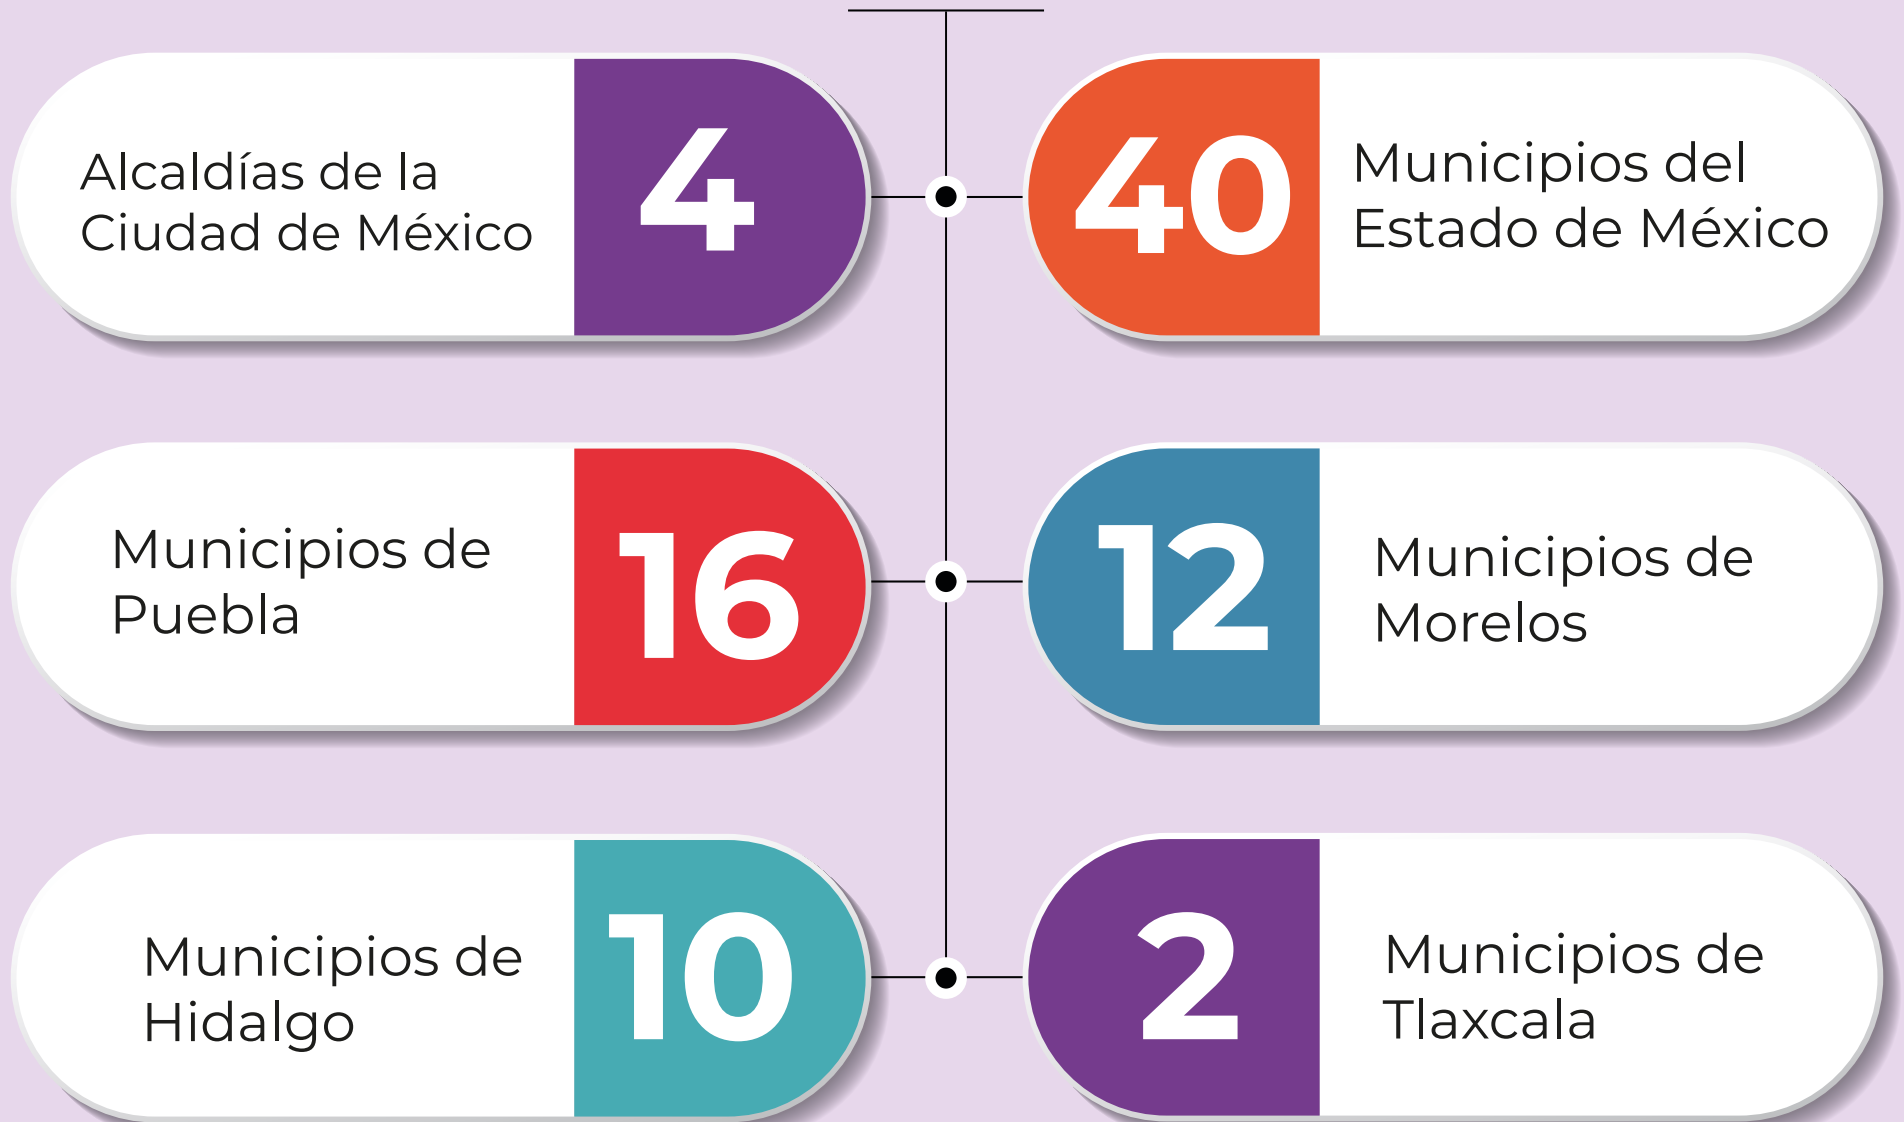 Alcaldías de la
Ciudad de México
4
40
Municipios del
Estado de México
Municipios de
Puebla
16
12
Municipios de
Morelos
Municipios de
Hidalgo
10
2
Municipios de
Tlaxcala